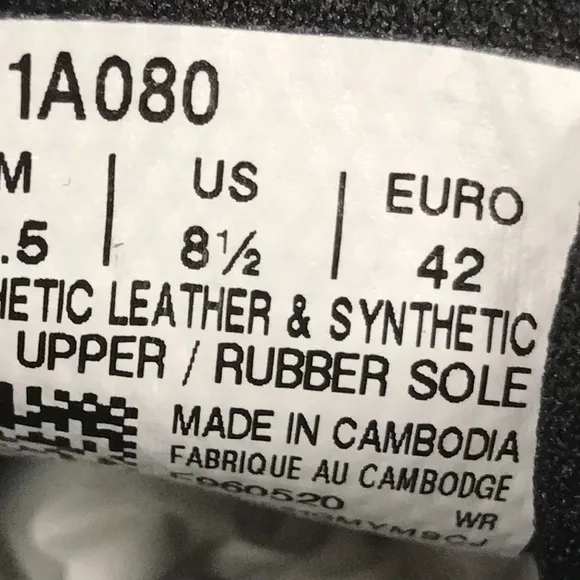 1A080
M | US | EURO
.5 | 8½ | 42
HETIC LEATHER & SYNTHETIC
UPPER / RUBBER SOLE
MADE IN CAMBODIA
FABRIQUE AU CAMBODGE
WR